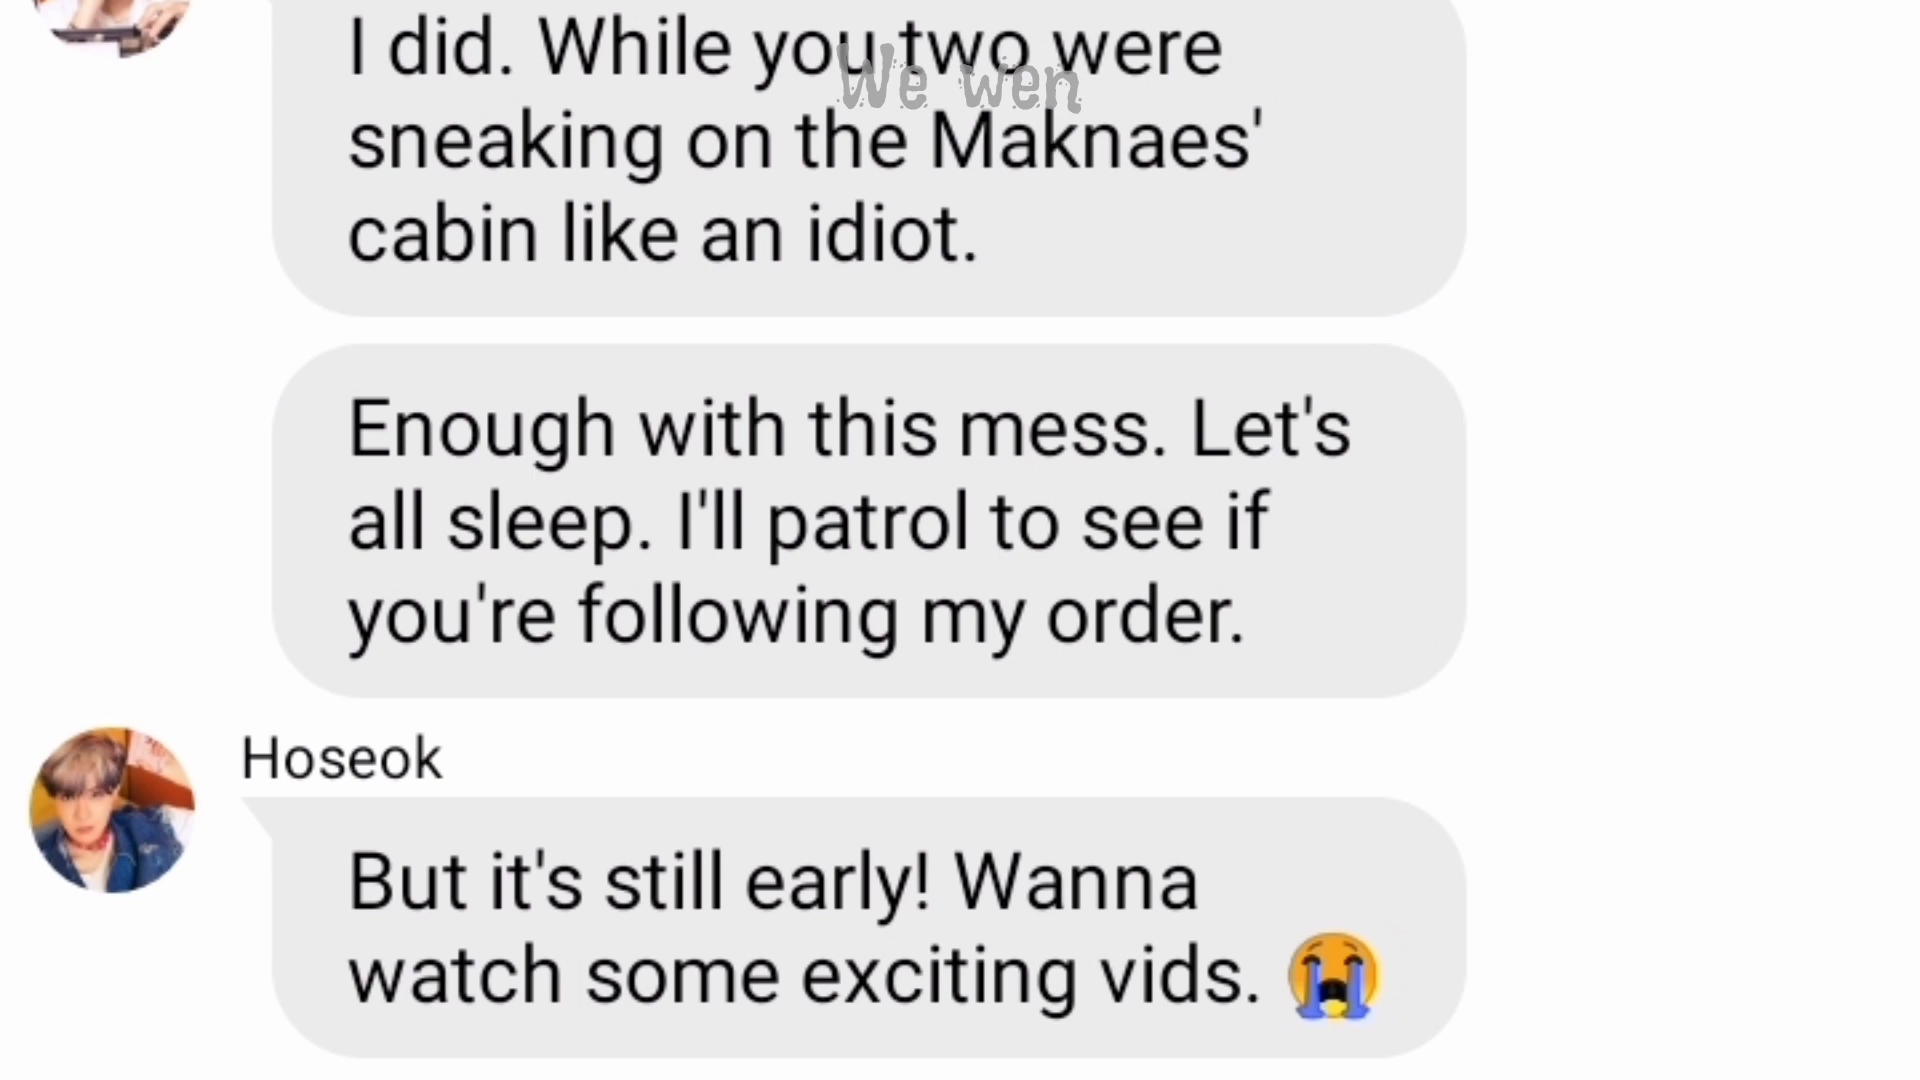 I did. While you two were
We wen
sneaking on the Maknaes'
cabin like an idiot.
Enough with this mess. Let's
all sleep. I'll patrol to see if
you're following my order.
Hoseok
But it's still early! Wanna
watch some exciting vids. 😭